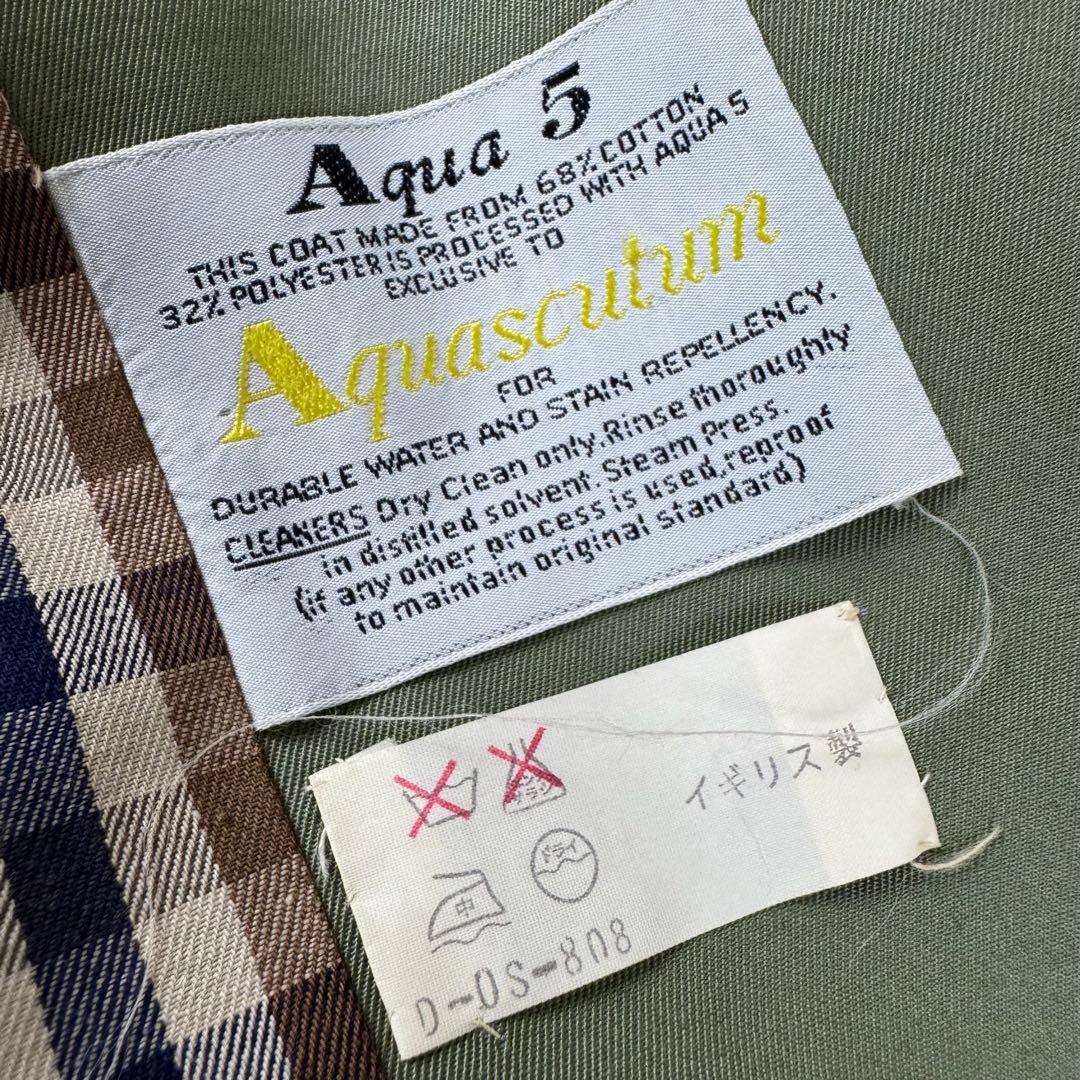 Aqua 5
THIS COAT MADE FROM 68% COTTON
32% POLYESTER IS PROCESSED WITH AQUA 5
EXCLUSIVE TO
Aquascutum
FOR
DURABLE WATER AND STAIN REPELLENCY.
CLEANERS Dry Clean only. Rinse thoroughly
in distilled solvent. Steam Press.
(if any other process is used, reproof
to maintain original standard)
イギリス製
ドライ
中
D-0S-808